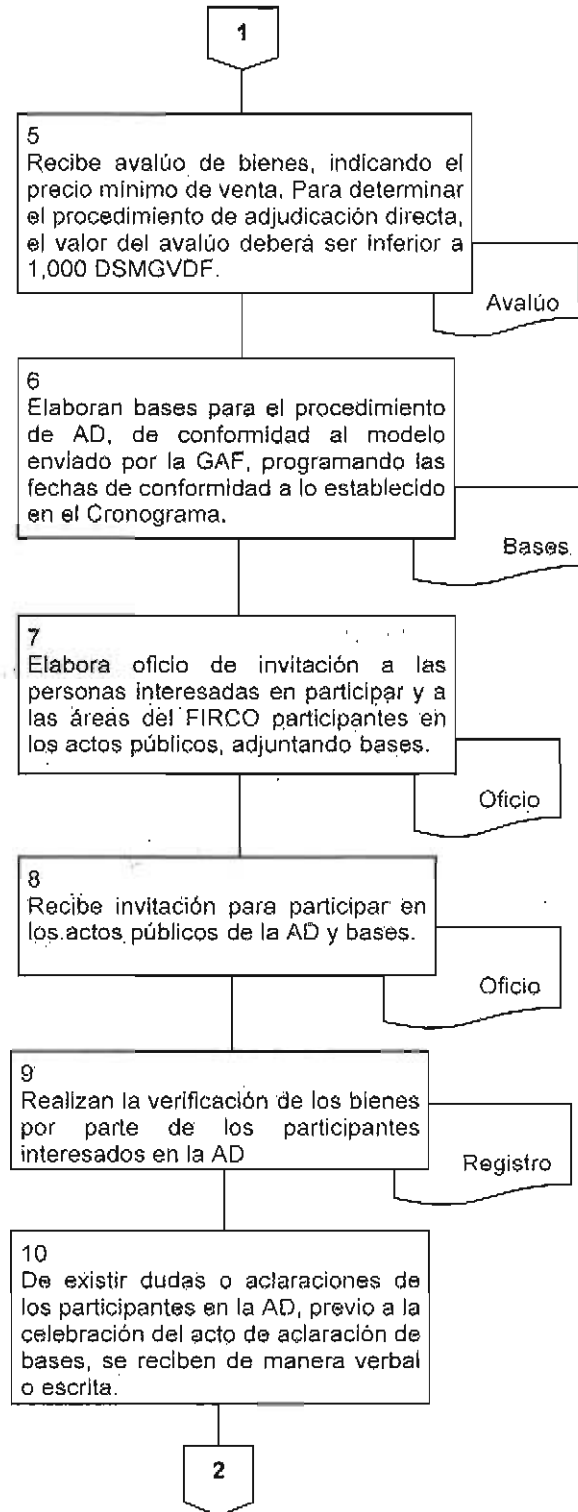 1
5
Recibe avalúo de bienes, indicando el
precio mínimo de venta. Para determinar
el procedimiento de adjudicación directa,
el valor del avalúo deberá ser inferior a
1,000 DSMGVDF.
Avalúo
6
Elaboran bases para el procedimiento
de AD, de conformidad al modelo
enviado por la GAF, programando las
fechas de conformidad a lo establecido
en el Cronograma.
Bases
7
Elabora oficio de invitación a las
personas interesadas en participar y a
las áreas del FIRCO participantes en
los actos públicos, adjuntando bases.
Oficio
8
Recibe invitación para participar en
los actos públicos de la AD y bases.
Oficio
9
Realizan la verificación de los bienes
por parte de los participantes
interesados en la AD
Registro
10
De existir dudas o aclaraciones de
los participantes en la AD, previo a la
celebración del acto de aclaración de
bases, se reciben de manera verbal
o escrita.
2